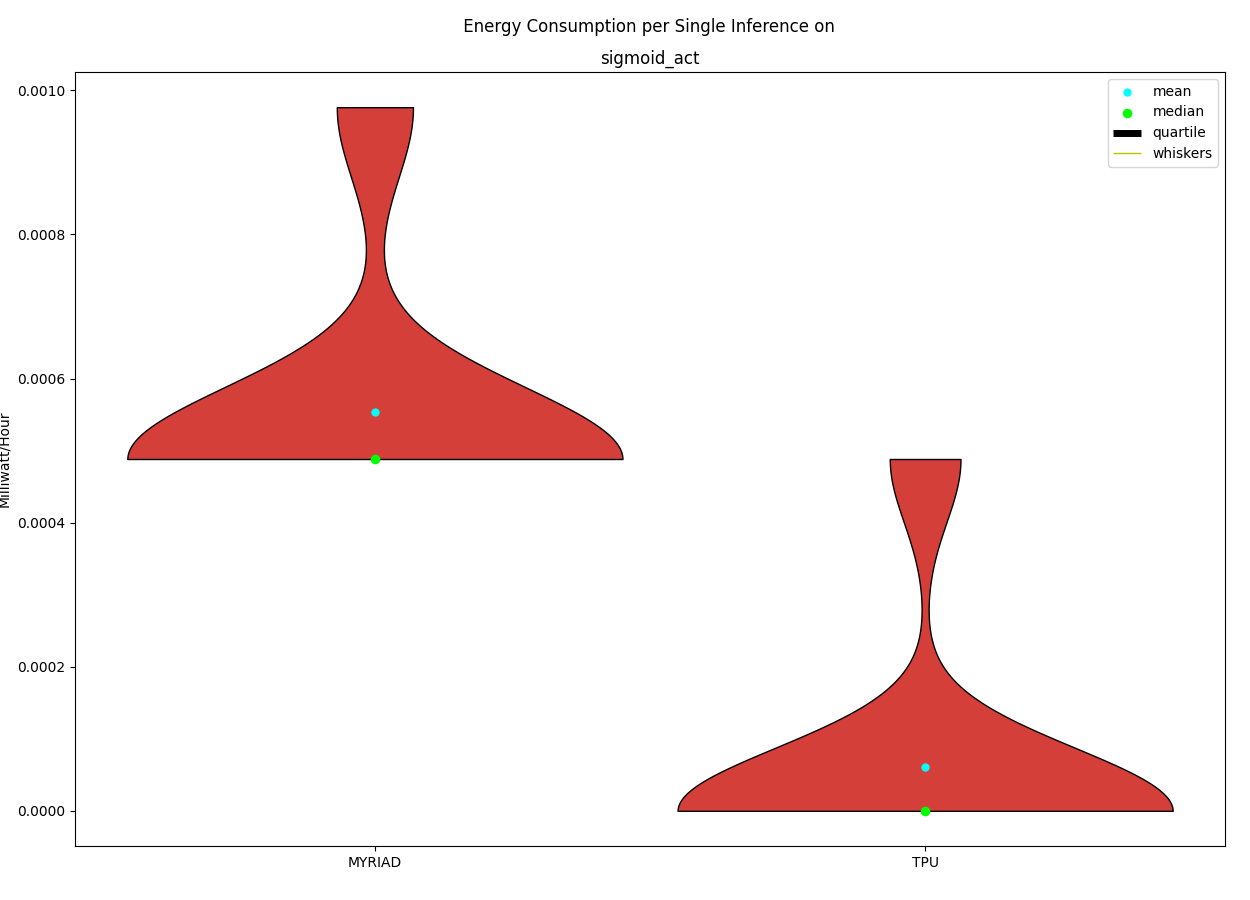 Energy Consumption per Single Inference on
sigmoid_act
0.0010
0.0008
0.0006
0.0004
0.0002
0.0000
Milliwatt/Hour
mean
median
quartile
whiskers
MYRIAD
TPU